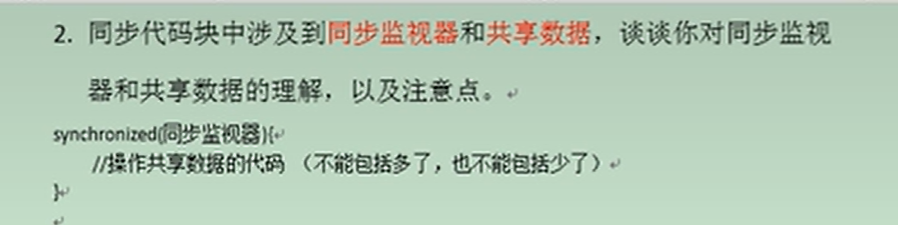 2. 同步代码块中涉及到同步监视器和共享数据，谈谈你对同步监视
器和共享数据的理解，以及注意点。
synchronized(同步监视器){
//操作共享数据的代码 （不能包括多了，也不能包括少了）
}